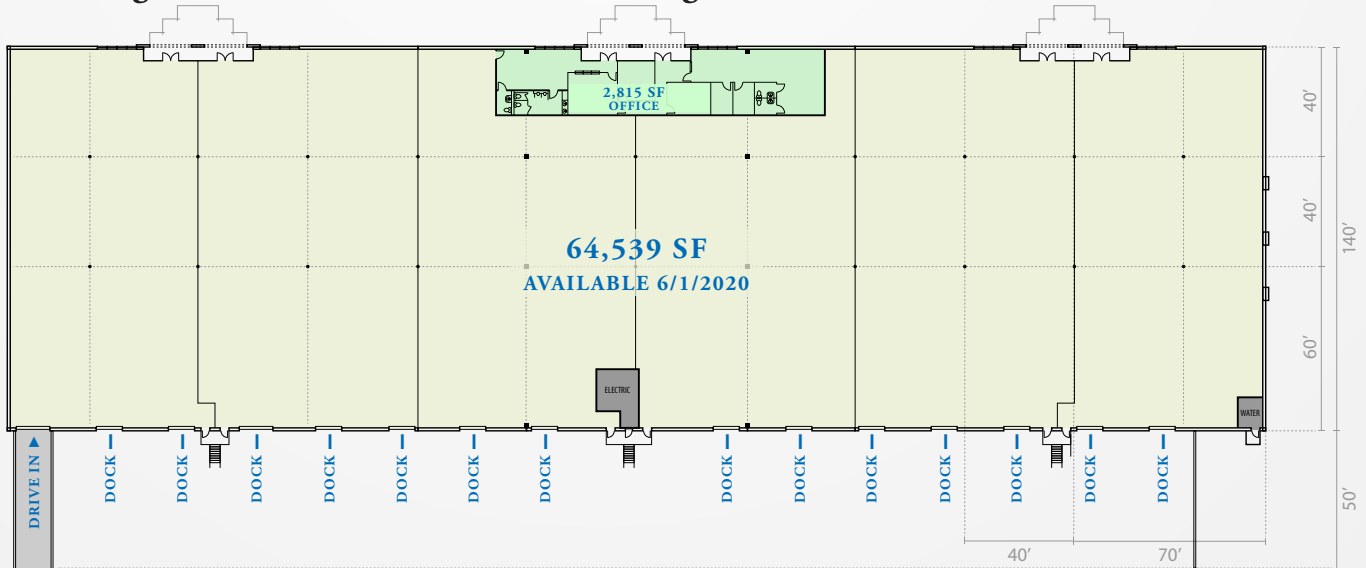 2,815 SF
OFFICE
40'
40'
64,539 SF
AVAILABLE 6/1/2020
140'
60'
ELECTRIC
WATER
DRIVE IN
DOCK
DOCK
DOCK
DOCK
DOCK
DOCK
DOCK
DOCK
DOCK
DOCK
DOCK
DOCK
DOCK
DOCK
50'
40'
70'